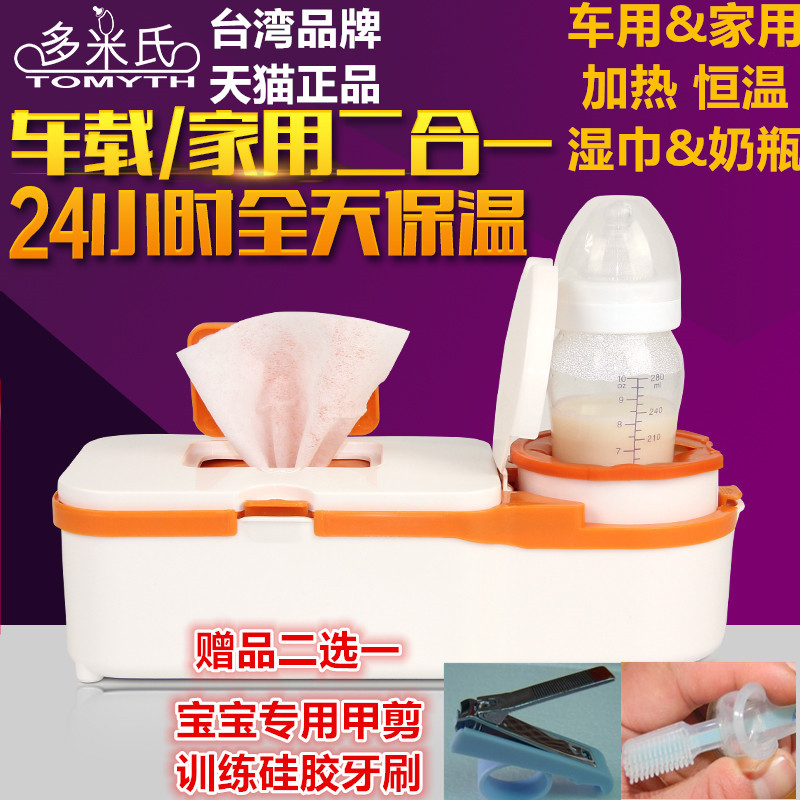 多米氏
TOMYTH
台湾品牌
天猫正品
车用&家用
加热 恒温
湿巾&奶瓶
车载/家用二合一
24小时全天保温
10 280
oz ml
9
240
8
210
7
赠品二选一
宝宝专用甲剪
训练硅胶牙刷